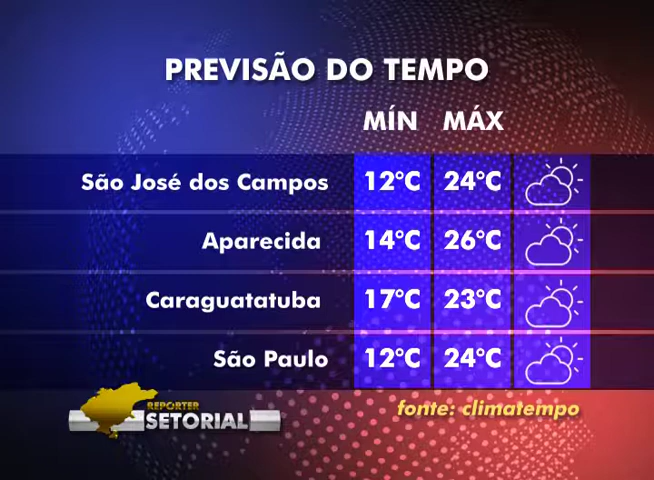 PREVISÃO DO TEMPO
MÍN MÁX
São José dos Campos 12°C 24°C
Aparecida 14°C 26°C
Caraguatatuba 17°C 23°C
São Paulo 12°C 24°C
REPÓRTER
SETORIAL
fonte: climatempo